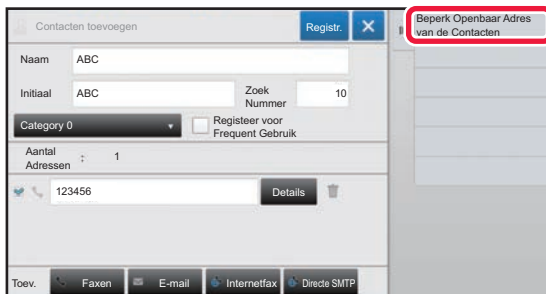 Contacten toevoegen
Registr.
Beperk Openbaar Adres
van de Contacten
Naam
ABC
Initiaal
ABC
Zoek
Nummer
10
Category 0
Registeer voor
Frequent Gebruik
Aantal
Adressen
:
1
123456
Details
Toev.
Faxen
E-mail
Internetfax
Directe SMTP